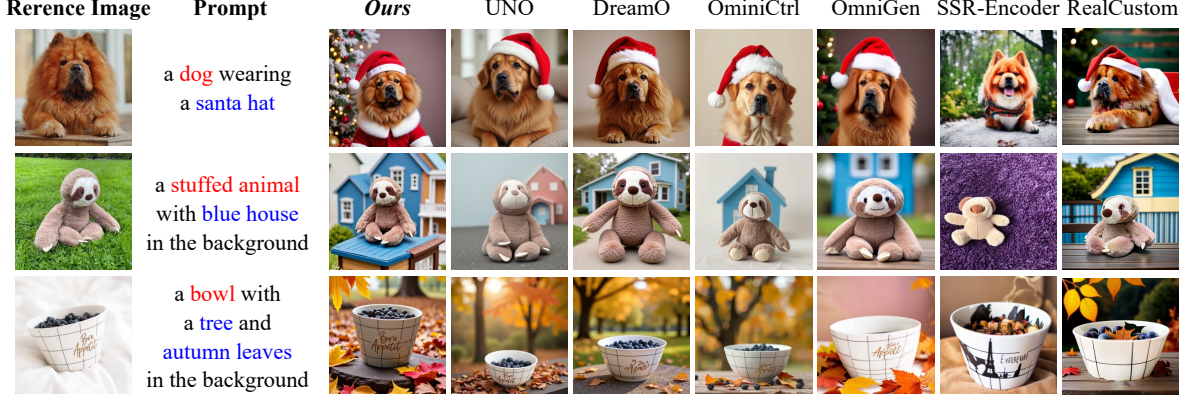 Rerence Image Prompt Ours UNO DreamO OminiCtrl OmniGen SSR-Encoder RealCustom
a dog wearing
a santa hat
a stuffed animal
with blue house
in the background
a bowl with
a tree and
autumn leaves
in the background
Bon
Appetit